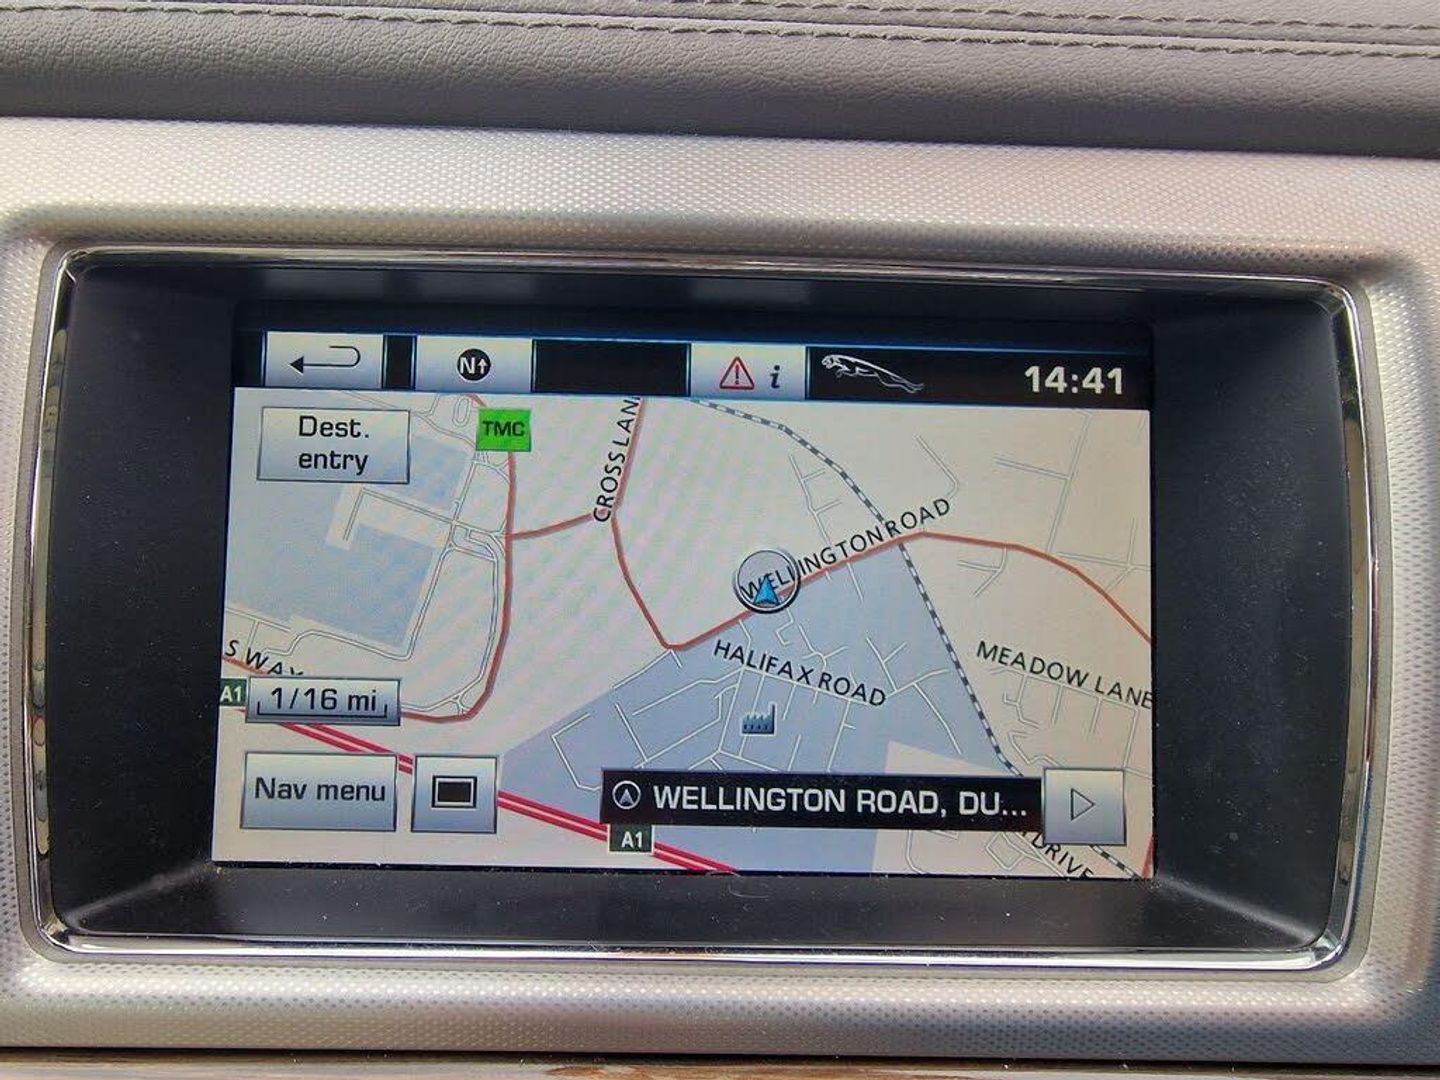 N↑
i
14:41
Dest.
entry
TMC
CROSS LAN
WELLINGTON ROAD
S WAY
HALIFAX ROAD
MEADOW LANE
A1
1/16 mi
Nav menu
WELLINGTON ROAD, DU...
A1
DRIVE